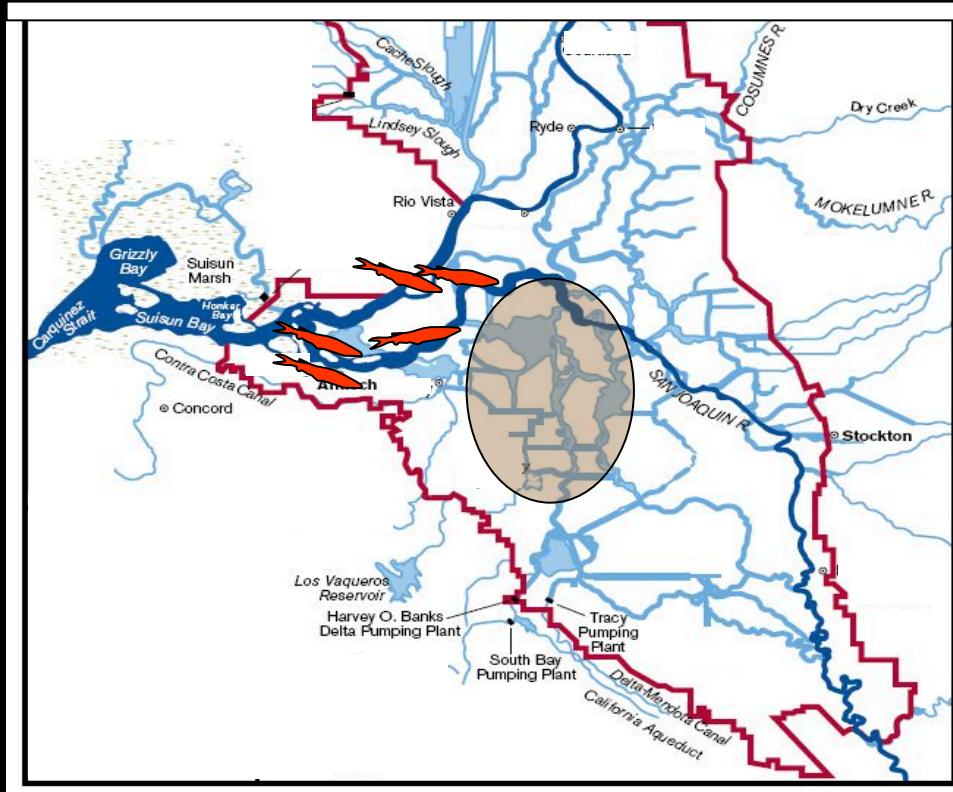 Cache Slough
COSUMNES R.
Dry Creek
Lindsey Slough
Ryde
MOKELUMNE R.
Rio Vista
Grizzly
Bay
Suisun
Marsh
Honker
Bay
Carquinez
Strait
Suisun Bay
Contra Costa Canal
Concord
SAN JOAQUIN R.
Stockton
Los Vaqueros
Reservoir
Harvey O. Banks
Delta Pumping Plant
Tracy
Pumping
Plant
South Bay
Pumping Plant
Delta-Mendota Canal
California Aqueduct